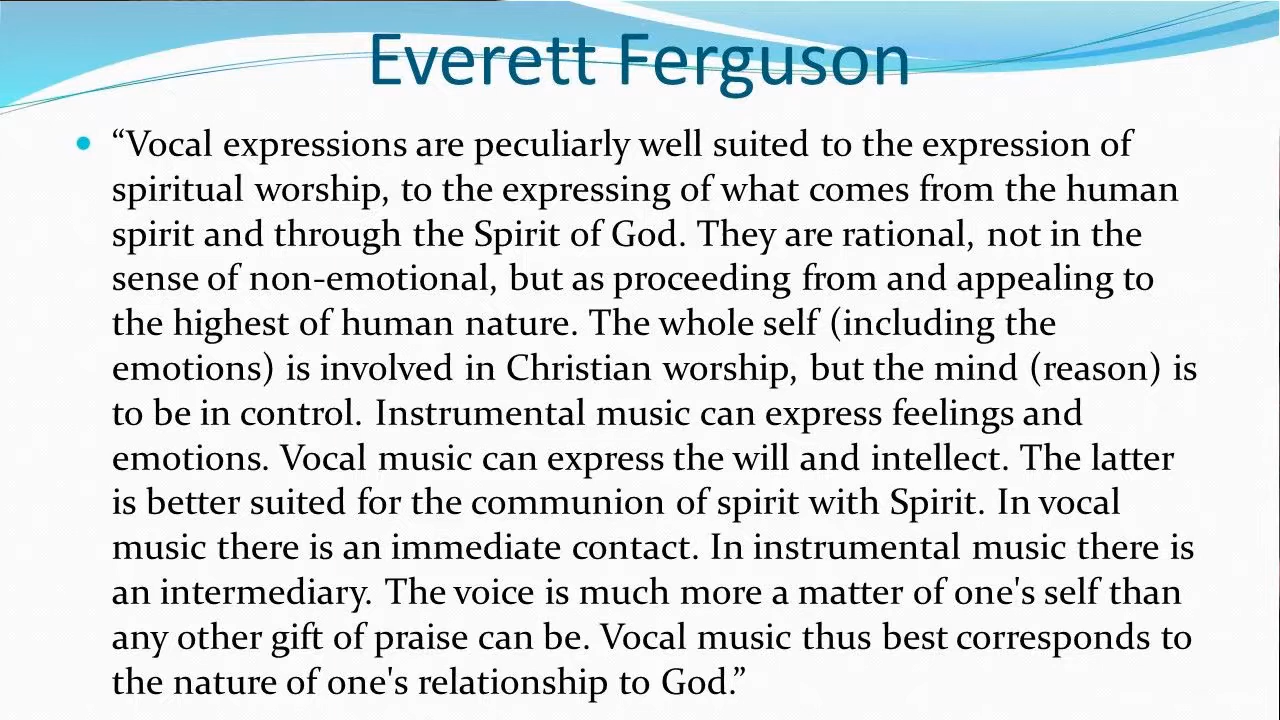 Everett Ferguson
• “Vocal expressions are peculiarly well suited to the expression of
spiritual worship, to the expressing of what comes from the human
spirit and through the Spirit of God. They are rational, not in the
sense of non-emotional, but as proceeding from and appealing to
the highest of human nature. The whole self (including the
emotions) is involved in Christian worship, but the mind (reason) is
to be in control. Instrumental music can express feelings and
emotions. Vocal music can express the will and intellect. The latter
is better suited for the communion of spirit with Spirit. In vocal
music there is an immediate contact. In instrumental music there is
an intermediary. The voice is much more a matter of one's self than
any other gift of praise can be. Vocal music thus best corresponds to
the nature of one's relationship to God.”